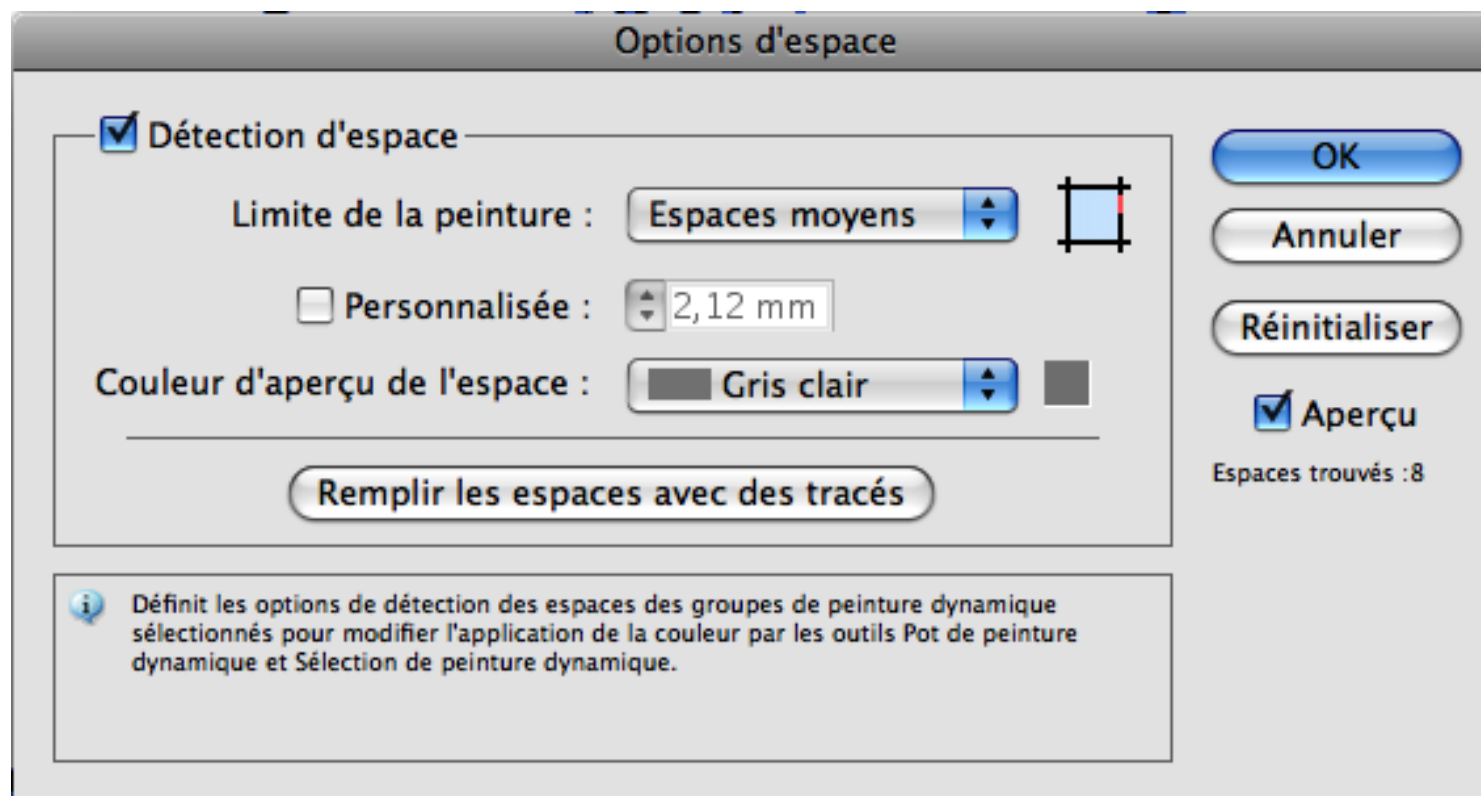 Options d'espace
Détection d'espace
Limite de la peinture : Espaces moyens
Personnalisée : 2,12 mm
Couleur d'aperçu de l'espace : Gris clair
Remplir les espaces avec des tracés
OK
Annuler
Réinitialiser
Aperçu
Espaces trouvés :8
Définit les options de détection des espaces des groupes de peinture dynamique
sélectionnés pour modifier l'application de la couleur par les outils Pot de peinture
dynamique et Sélection de peinture dynamique.